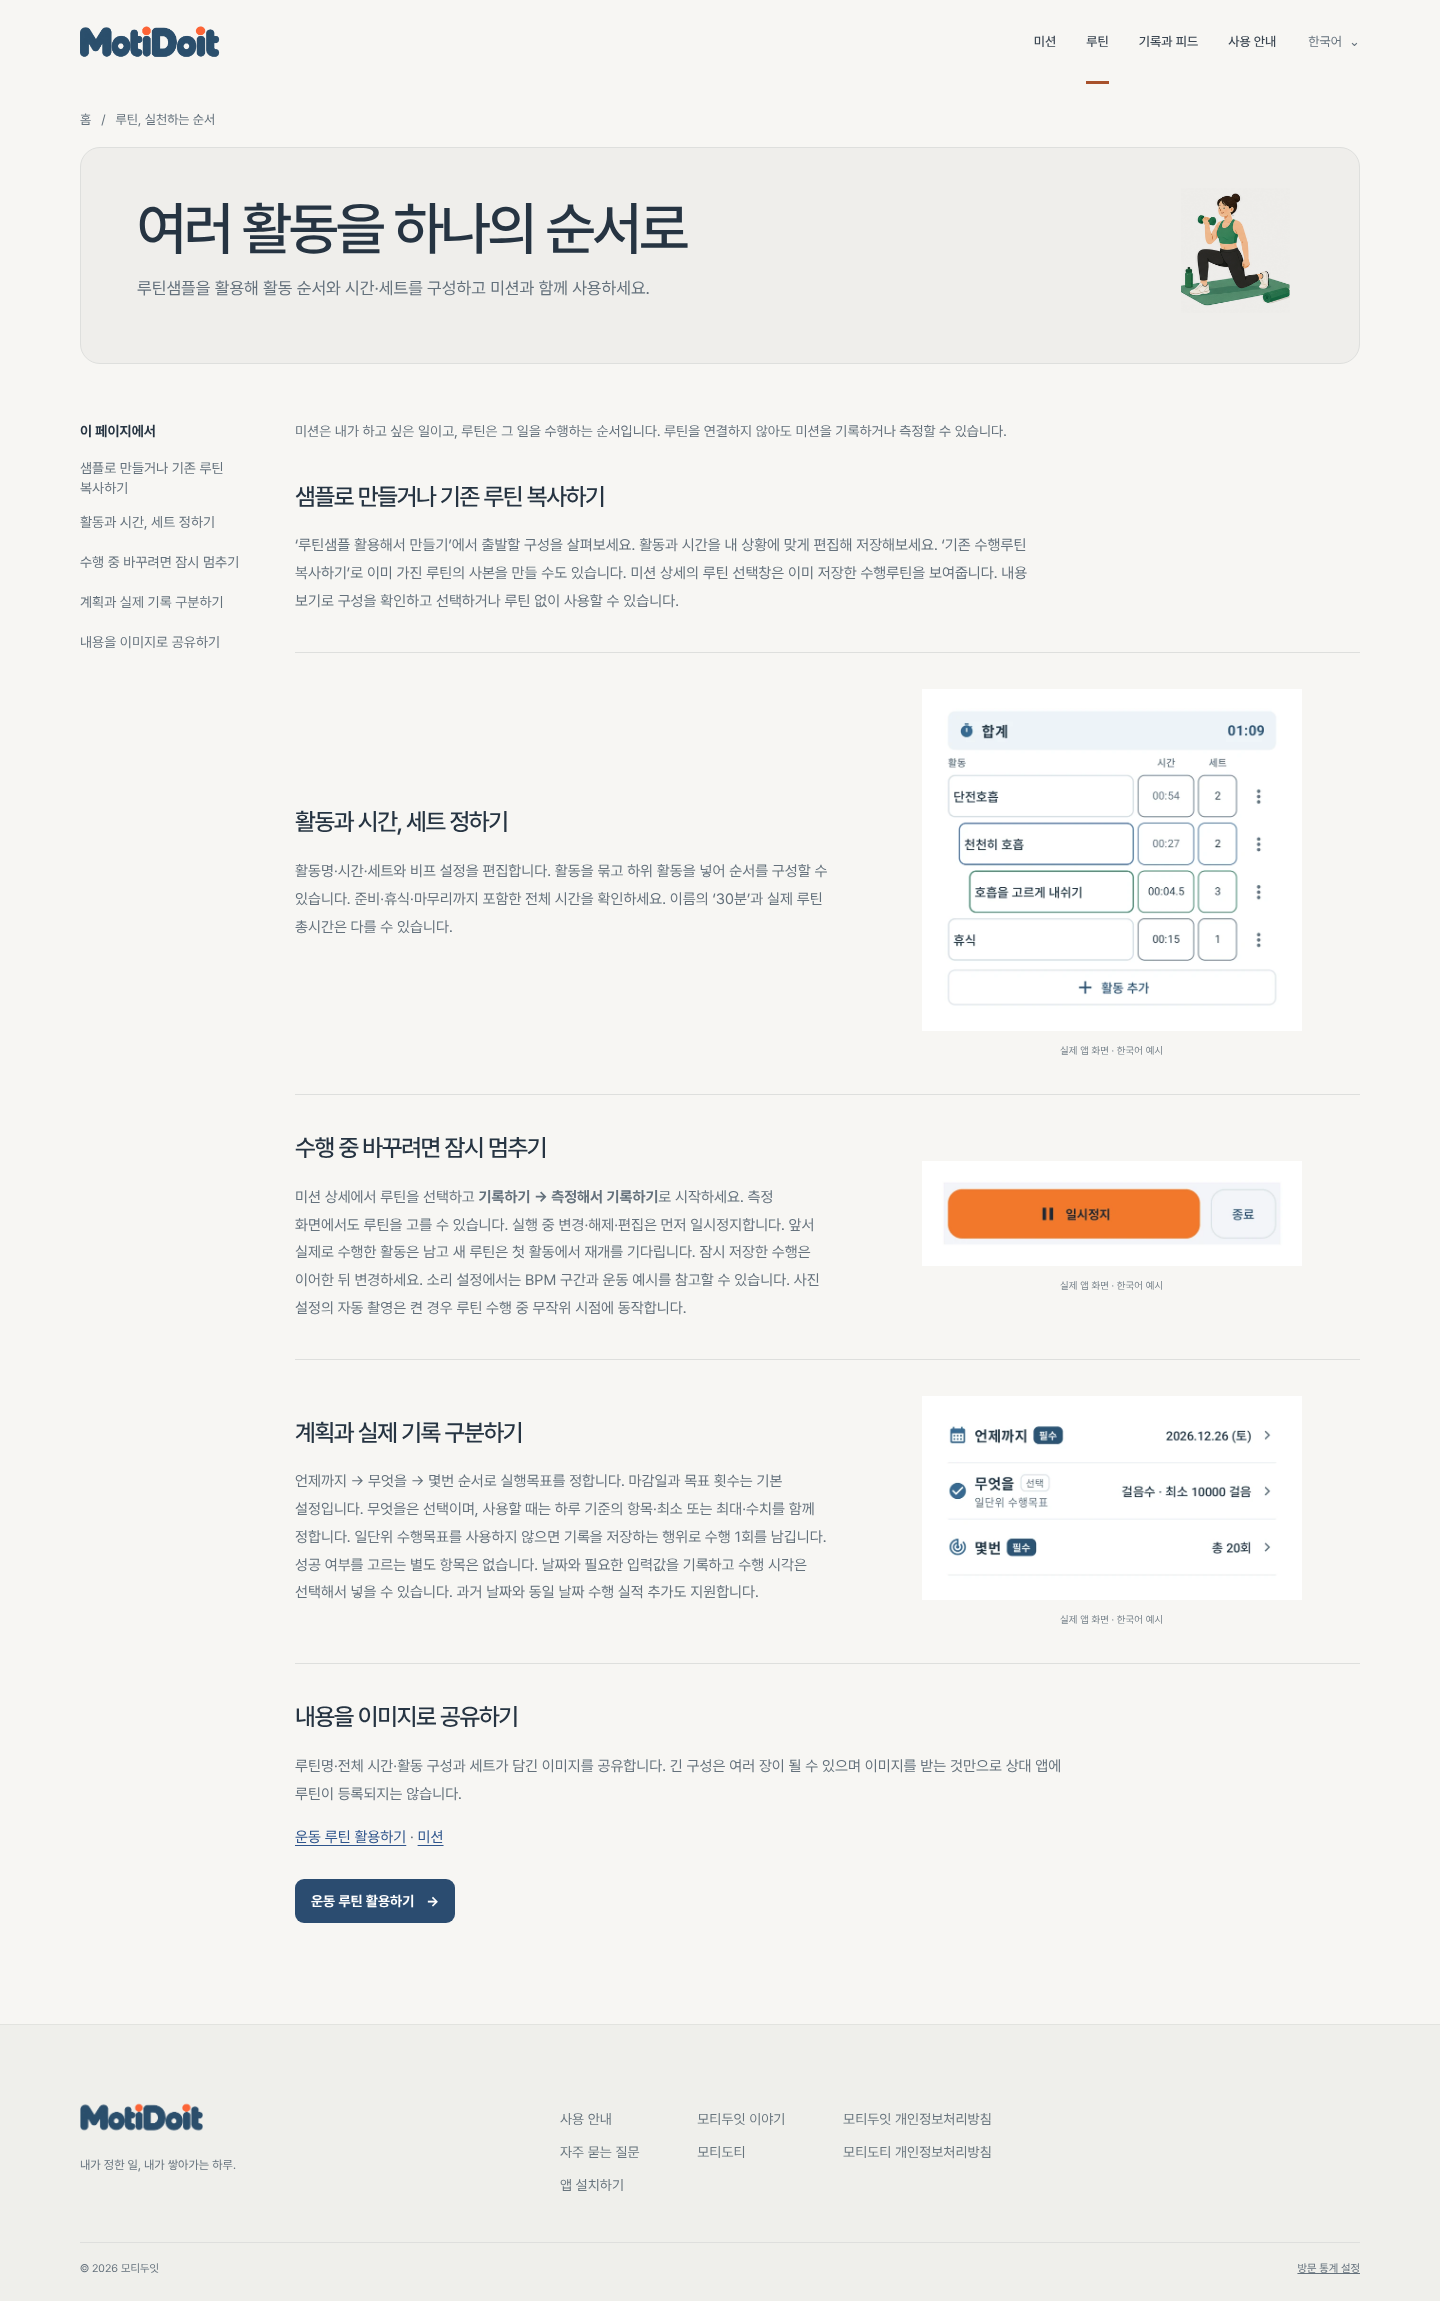 MotiDoit
미션 루틴 기록과 피드 사용 안내 한국어
홈 / 루틴, 실천하는 순서
여러 활동을 하나의 순서로
루틴샘플을 활용해 활동 순서와 시간·세트를 구성하고 미션과 함께 사용하세요.
이 페이지에서
샘플로 만들거나 기존 루틴
복사하기
활동과 시간, 세트 정하기
수행 중 바꾸려면 잠시 멈추기
계획과 실제 기록 구분하기
내용을 이미지로 공유하기
미션은 내가 하고 싶은 일이고, 루틴은 그 일을 수행하는 순서입니다. 루틴을 연결하지 않아도 미션을 기록하거나 측정할 수 있습니다.
샘플로 만들거나 기존 루틴 복사하기
‘루틴샘플 활용해서 만들기’에서 출발할 구성을 살펴보세요. 활동과 시간을 내 상황에 맞게 편집해 저장해보세요. ‘기존 수행루틴
복사하기’로 이미 가진 루틴의 사본을 만들 수도 있습니다. 미션 상세의 루틴 선택창은 이미 저장한 수행루틴을 보여줍니다. 내용
보기로 구성을 확인하고 선택하거나 루틴 없이 사용할 수 있습니다.
활동과 시간, 세트 정하기
활동명·시간·세트와 비프 설정을 편집합니다. 활동을 묶고 하위 활동을 넣어 순서를 구성할 수
있습니다. 준비·휴식·마무리까지 포함한 전체 시간을 확인하세요. 이름의 ‘30분’과 실제 루틴
총시간은 다를 수 있습니다.
합계 01:09
활동 시간 세트
단전호흡 00:54 2
천천히 호흡 00:27 2
호흡을 고르게 내쉬기 00:04.5 3
휴식 00:15 1
+ 활동 추가
실제 앱 화면 · 한국어 예시
수행 중 바꾸려면 잠시 멈추기
미션 상세에서 루틴을 선택하고 기록하기 → 측정해서 기록하기로 시작하세요. 측정
화면에서도 루틴을 고를 수 있습니다. 실행 중 변경·해제·편집은 먼저 일시정지합니다. 앞서
실제로 수행한 활동은 남고 새 루틴은 첫 활동에서 재개를 기다립니다. 잠시 저장한 수행은
이어한 뒤 변경하세요. 소리 설정에서는 BPM 구간과 운동 예시를 참고할 수 있습니다. 사진
설정의 자동 촬영은 켠 경우 루틴 수행 중 무작위 시점에 동작합니다.
일시정지 종료
실제 앱 화면 · 한국어 예시
계획과 실제 기록 구분하기
언제까지 → 무엇을 → 몇번 순서로 실행목표를 정합니다. 마감일과 목표 횟수는 기본
설정입니다. 무엇을은 선택이며, 사용할 때는 하루 기준의 항목·최소 또는 최대·수치를 함께
정합니다. 일단위 수행목표를 사용하지 않으면 기록을 저장하는 행위로 수행 1회를 남깁니다.
성공 여부를 고르는 별도 항목은 없습니다. 날짜와 필요한 입력값을 기록하고 수행 시각은
선택해서 넣을 수 있습니다. 과거 날짜와 동일 날짜 수행 실적 추가도 지원합니다.
언제까지 필수 2026.12.26 (토)
무엇을 선택 걸음수 · 최소 10000 걸음
일단위 수행목표
몇번 필수 총 20회
실제 앱 화면 · 한국어 예시
내용을 이미지로 공유하기
루틴명·전체 시간·활동 구성과 세트가 담긴 이미지를 공유합니다. 긴 구성은 여러 장이 될 수 있으며 이미지를 받는 것만으로 상대 앱에
루틴이 등록되지는 않습니다.
운동 루틴 활용하기 · 미션
운동 루틴 활용하기 →
MotiDoit
내가 정한 일, 내가 쌓아가는 하루.
사용 안내 모티두잇 이야기 모티두잇 개인정보처리방침
자주 묻는 질문 모티도티 모티도티 개인정보처리방침
앱 설치하기
© 2026 모티두잇
방문 통계 설정